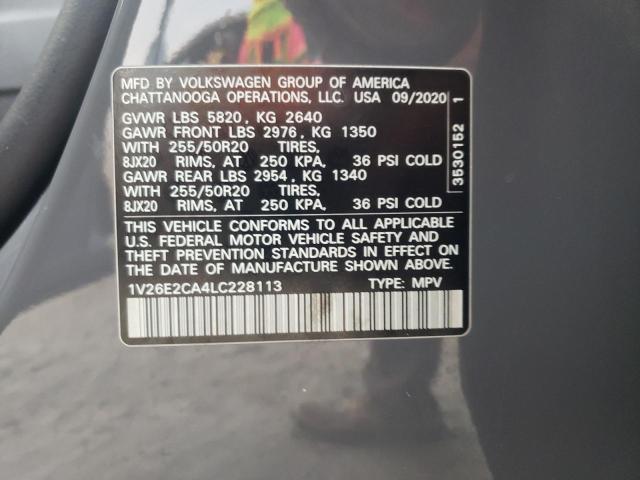 MFD BY VOLKSWAGEN GROUP OF AMERICA
CHATTANOOGA OPERATIONS, LLC. USA 09/2020
GVWR LBS 5820, KG 2640
GAWR FRONT LBS 2976, KG 1350
WITH 255/50R20 TIRES,
8JX20 RIMS, AT 250 KPA, 36 PSI COLD
GAWR REAR LBS 2954, KG 1340
WITH 255/50R20 TIRES,
8JX20 RIMS, AT 250 KPA, 36 PSI COLD
THIS VEHICLE CONFORMS TO ALL APPLICABLE
U.S. FEDERAL MOTOR VEHICLE SAFETY AND
THEFT PREVENTION STANDARDS IN EFFECT ON
THE DATE OF MANUFACTURE SHOWN ABOVE.
1V26E2CA4LC228113 TYPE: MPV
3530152 1